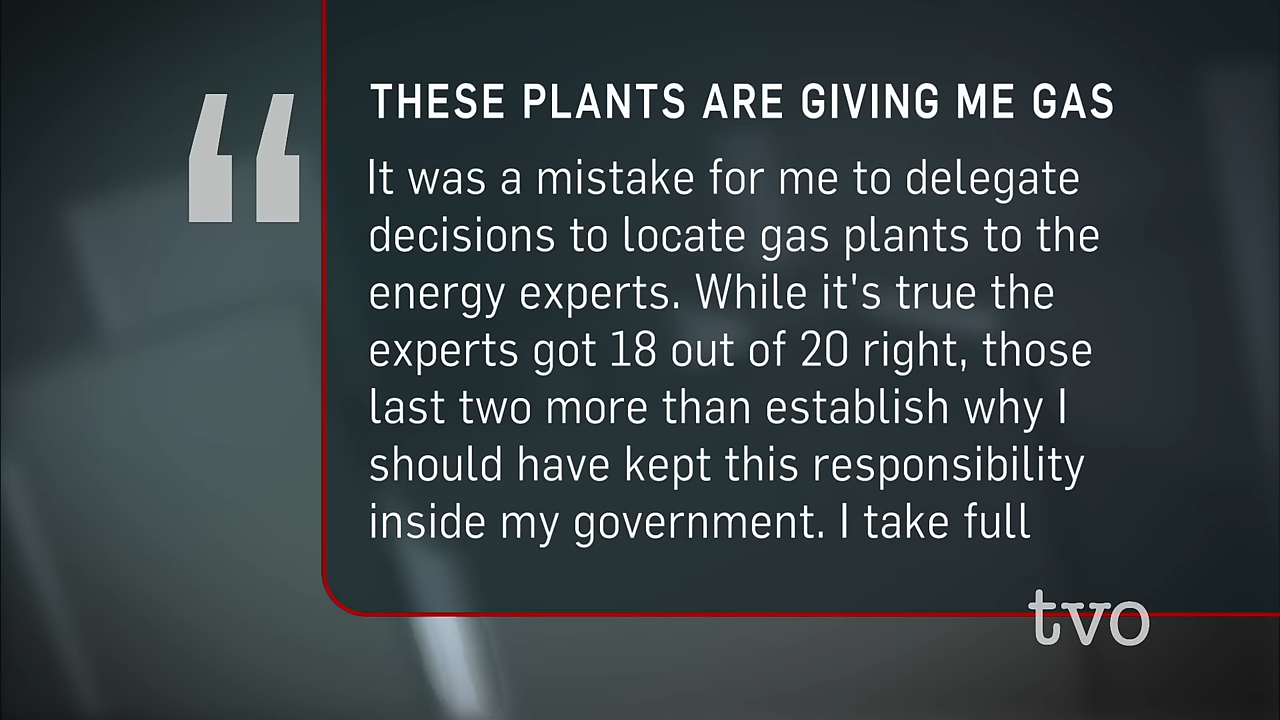 “
THESE PLANTS ARE GIVING ME GAS
It was a mistake for me to delegate
decisions to locate gas plants to the
energy experts. While it's true the
experts got 18 out of 20 right, those
last two more than establish why I
should have kept this responsibility
inside my government. I take full
tvo